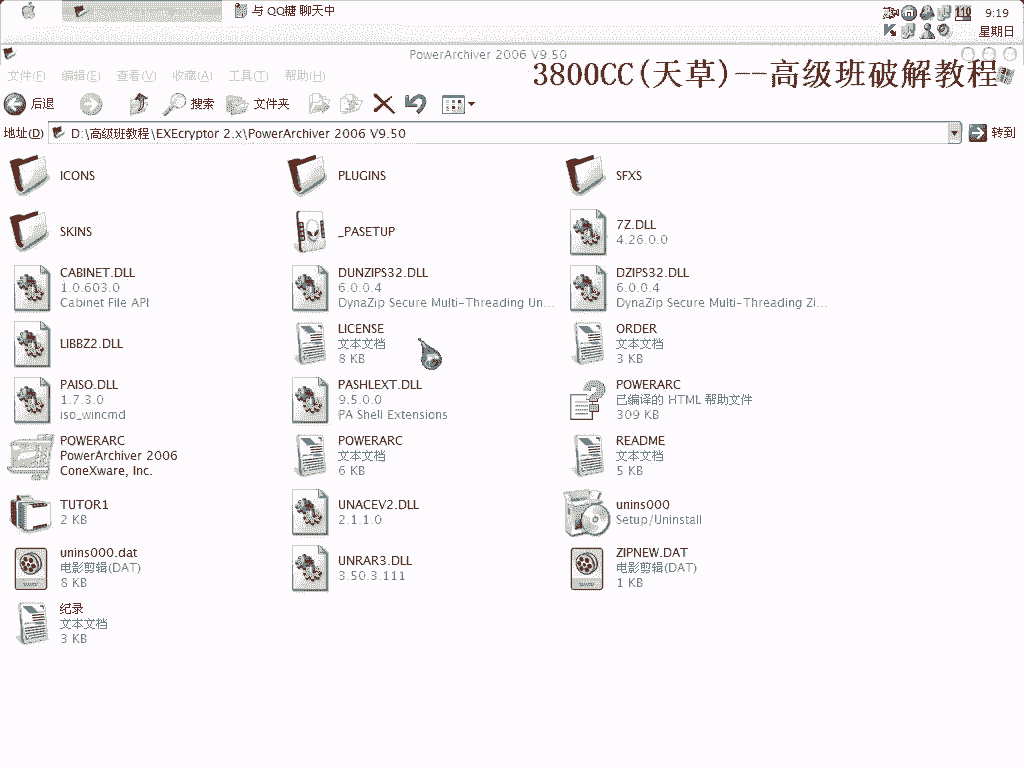 与 QQ糖 聊天中
110
9:19
星期日
PowerArchiver 2006 V9.50
文件(F) 编辑(E) 查看(V) 收藏(A) 工具(T) 帮助(H)
3800CC(天草)--高级班破解教程
后退 搜索 文件夹
地址(D) D:\高级班教程\EXEcryptor 2.x\PowerArchiver 2006 V9.50 转到
ICONS
PLUGINS
SFXS
SKINS
_PASETUP
7Z.DLL
4.26.0.0
CABINET.DLL
1.0.603.0
Cabinet File API
DUNZIPS32.DLL
6.0.0.4
DynaZip Secure Multi-Threading Un...
DZIPS32.DLL
6.0.0.4
DynaZip Secure Multi-Threading Zi...
LIBBZ2.DLL
LICENSE
文本文档
8 KB
ORDER
文本文档
3 KB
PAISO.DLL
1.7.3.0
iso_wincmd
PASHLEXT.DLL
9.5.0.0
PA Shell Extensions
POWERARC
已编译的 HTML 帮助文件
309 KB
POWERARC
PowerArchiver 2006
ConeXware, Inc.
POWERARC
文本文档
6 KB
README
文本文档
5 KB
TUTOR1
2 KB
UNACEV2.DLL
2.1.1.0
unins000
Setup/Uninstall
unins000.dat
电影剪辑(DAT)
8 KB
UNRAR3.DLL
3.50.3.111
ZIPNEW.DAT
电影剪辑(DAT)
1 KB
纪录
文本文档
3 KB